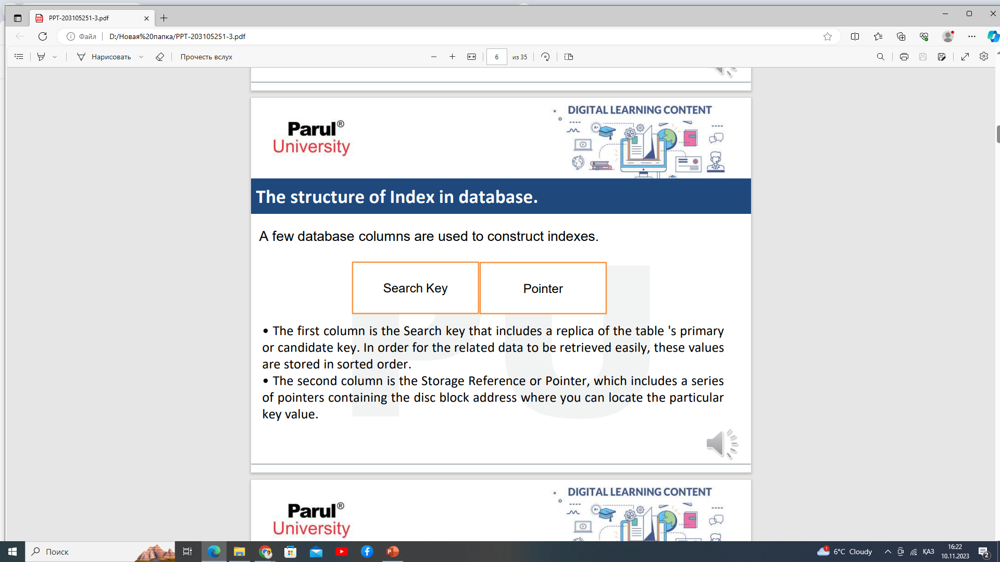 PPT-203105251-3.pdf
Файл
D:/Новая%20папка/PPT-203105251-3.pdf
Нарисовать
Прочесть вслух
6
из 35
DIGITAL LEARNING CONTENT
A+
Parul®
University
The structure of Index in database.
A few database columns are used to construct indexes.
Search Key
Pointer
• The first column is the Search key that includes a replica of the table 's primary
or candidate key. In order for the related data to be retrieved easily, these values
are stored in sorted order.
• The second column is the Storage Reference or Pointer, which includes a series
of pointers containing the disc block address where you can locate the particular
key value.
PU
DIGITAL LEARNING CONTENT
A+
Parul®
University
Поиск
1
6°C Cloudy
ҚАЗ
16:22
10.11.2023
2